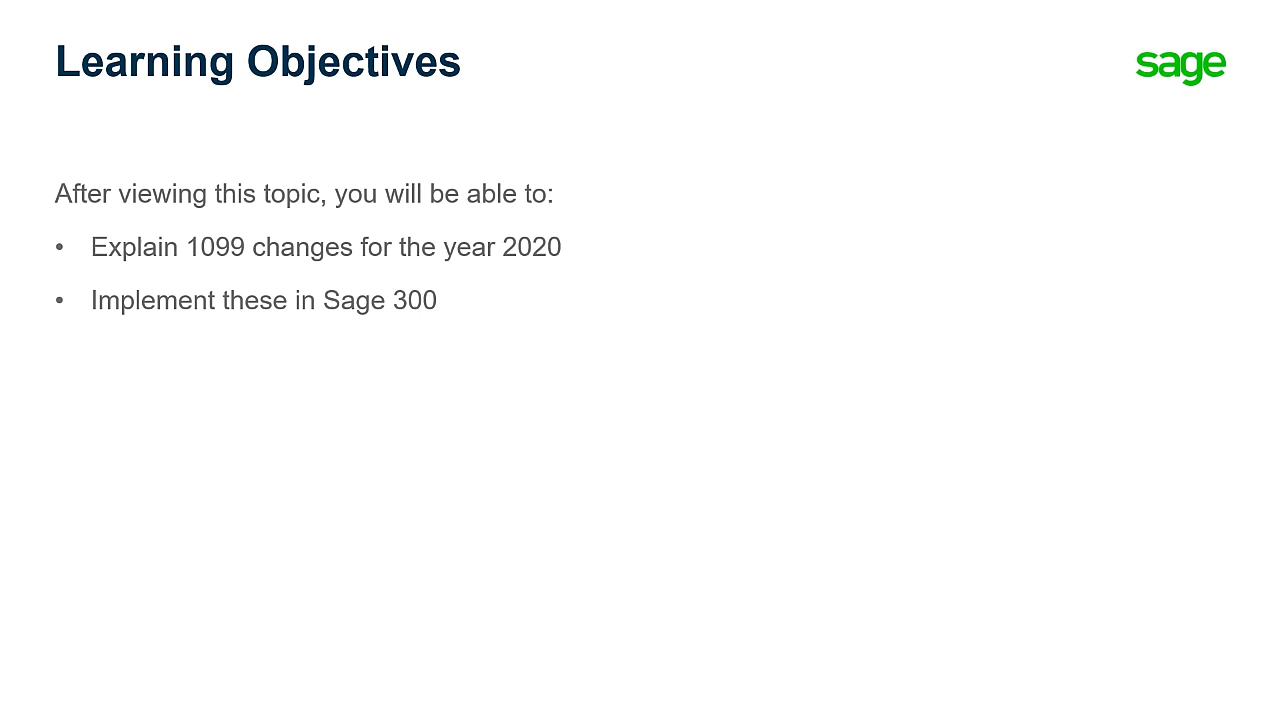 Learning Objectives
sage
After viewing this topic, you will be able to:
• Explain 1099 changes for the year 2020
• Implement these in Sage 300